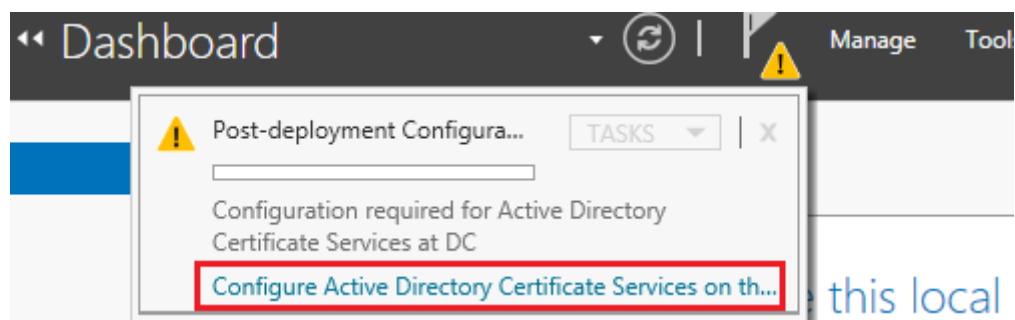 Dashboard
Manage
Tools
Post-deployment Configura...
TASKS
X
Configuration required for Active Directory
Certificate Services at DC
Configure Active Directory Certificate Services on th...
this local